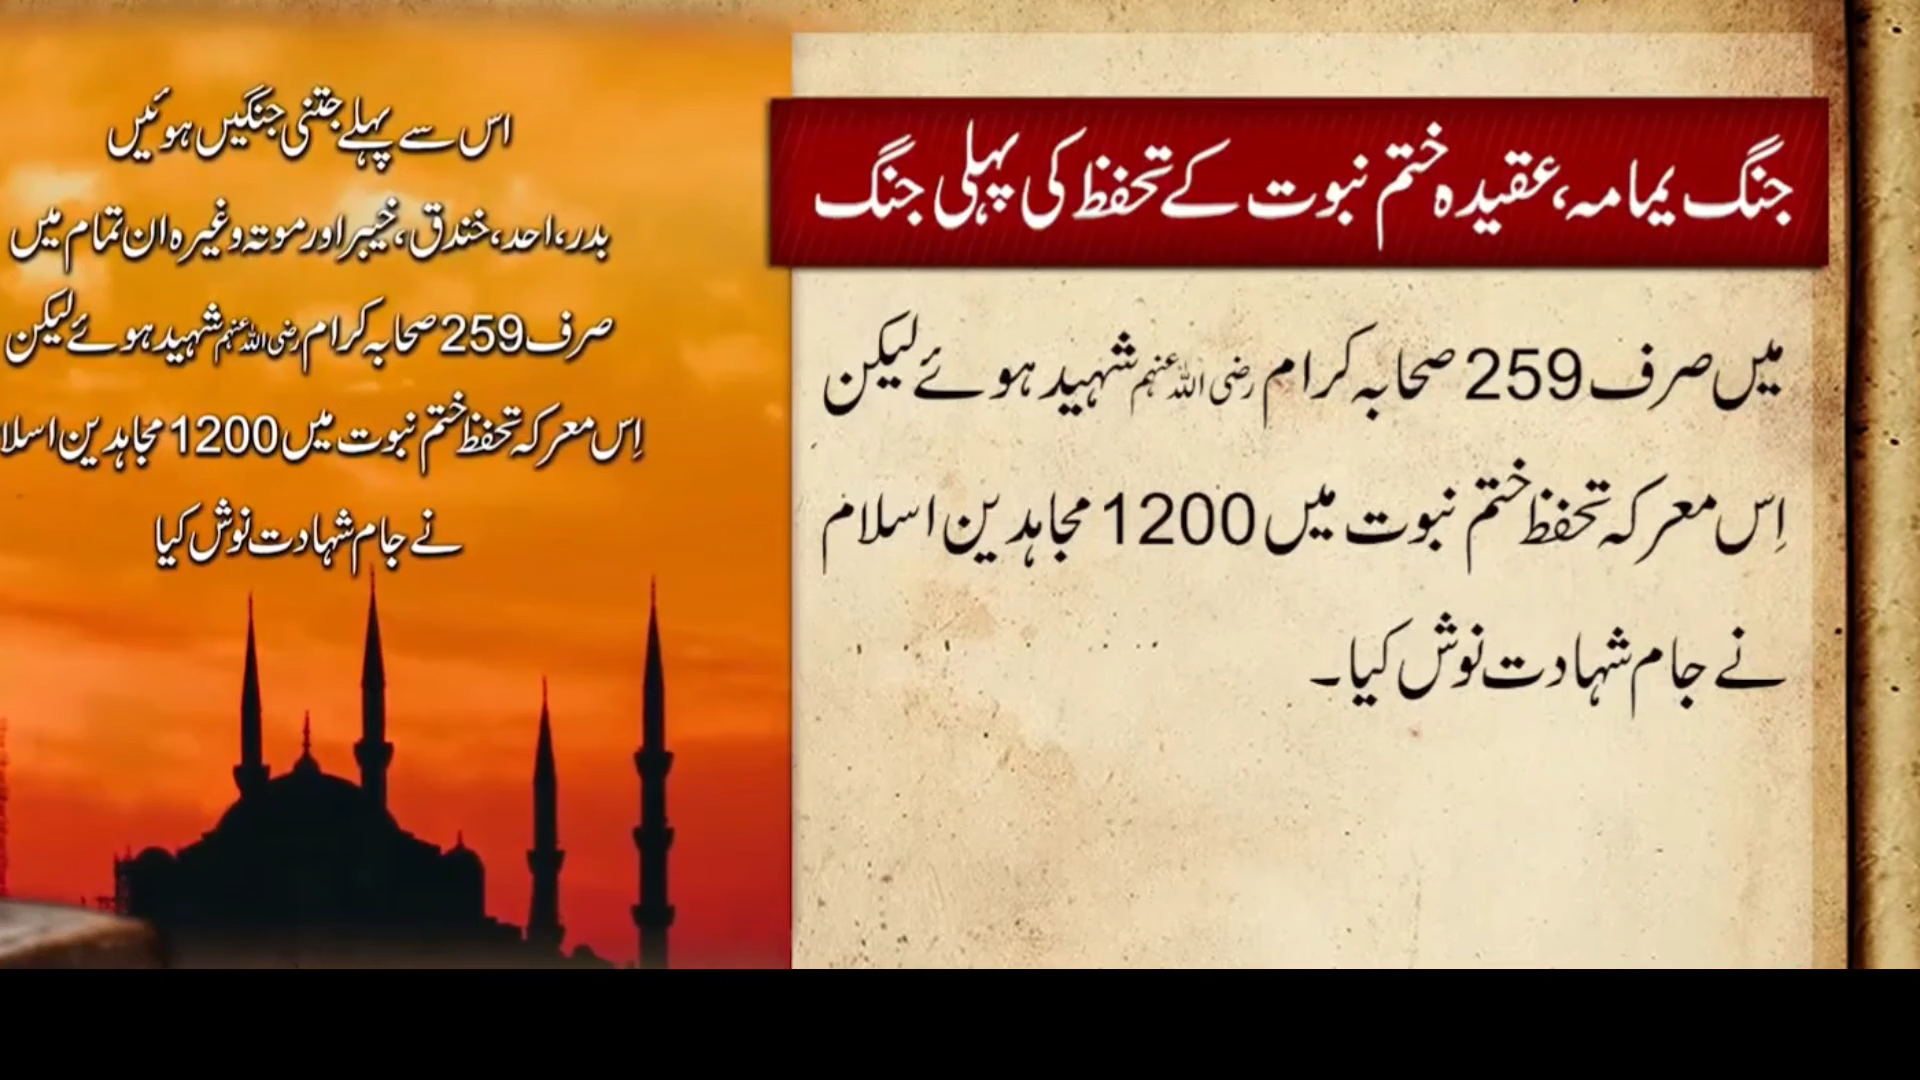 جنگ یمامہ، عقیدہ ختم نبوت کے تحفظ کی پہلی جنگ
میں صرف 259 صحابہ کرام رضی اللہ عنہم شہید ہوئے لیکن
اِس معرکہ تحفظ ختم نبوت میں 1200 مجاہدین اسلام
نے جام شہادت نوش کیا۔
اس سے پہلے جتنی جنگیں ہوئیں
بدر، احد، خندق، خیبر اور موتہ وغیرہ ان تمام میں
صرف 259 صحابہ کرام رضی اللہ عنہم شہید ہوئے لیکن
اِس معرکہ تحفظ ختم نبوت میں 1200 مجاہدین اسلا
نے جام شہادت نوش کیا